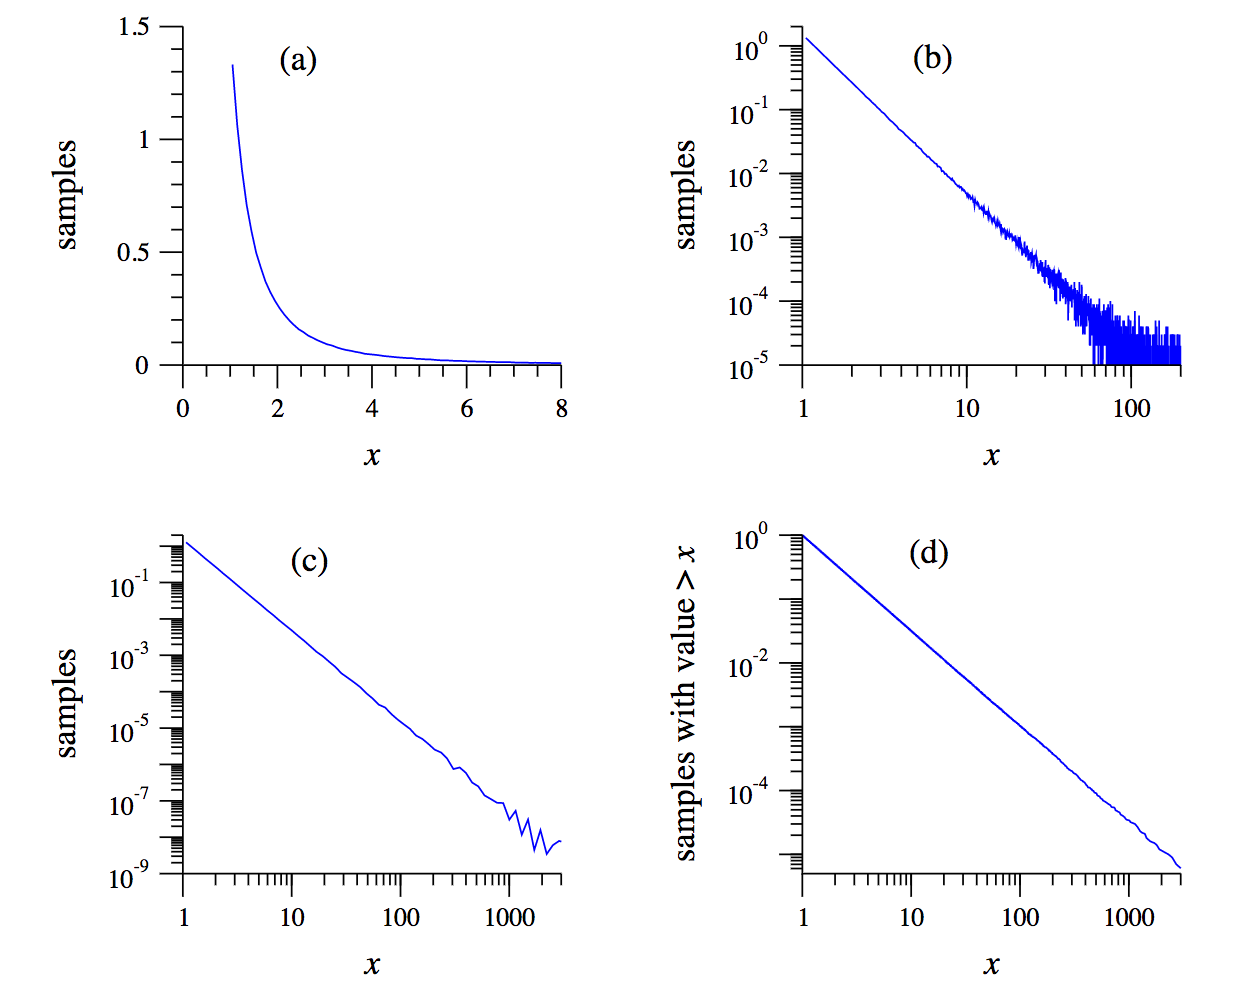 (a)
samples
1.5
1
0.5
0
0 2 4 6 8
x
(b)
samples
10^0
10^-1
10^-2
10^-3
10^-4
10^-5
1 10 100
x
(c)
samples
10^-1
10^-3
10^-5
10^-7
10^-9
1 10 100 1000
x
(d)
samples with value > x
10^0
10^-2
10^-4
1 10 100 1000
x